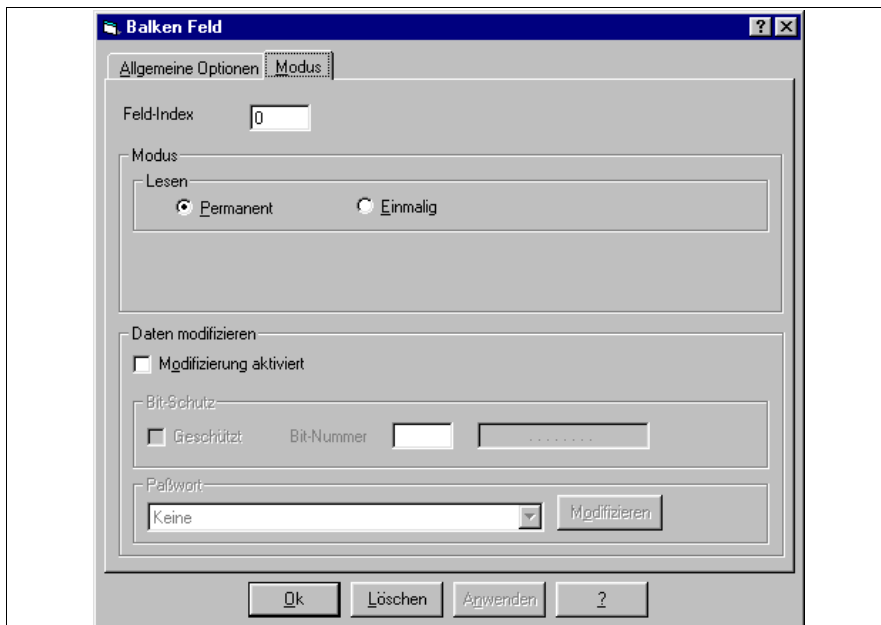 Balken Feld
Allgemeine Optionen Modus
Feld-Index 0
Modus
Lesen
Permanent Einmalig
Daten modifizieren
Modifizierung aktiviert
Bit-Schutz
Geschützt Bit-Nummer ........
Paßwort
Keine Modifizieren
Ok Löschen Anwenden ?